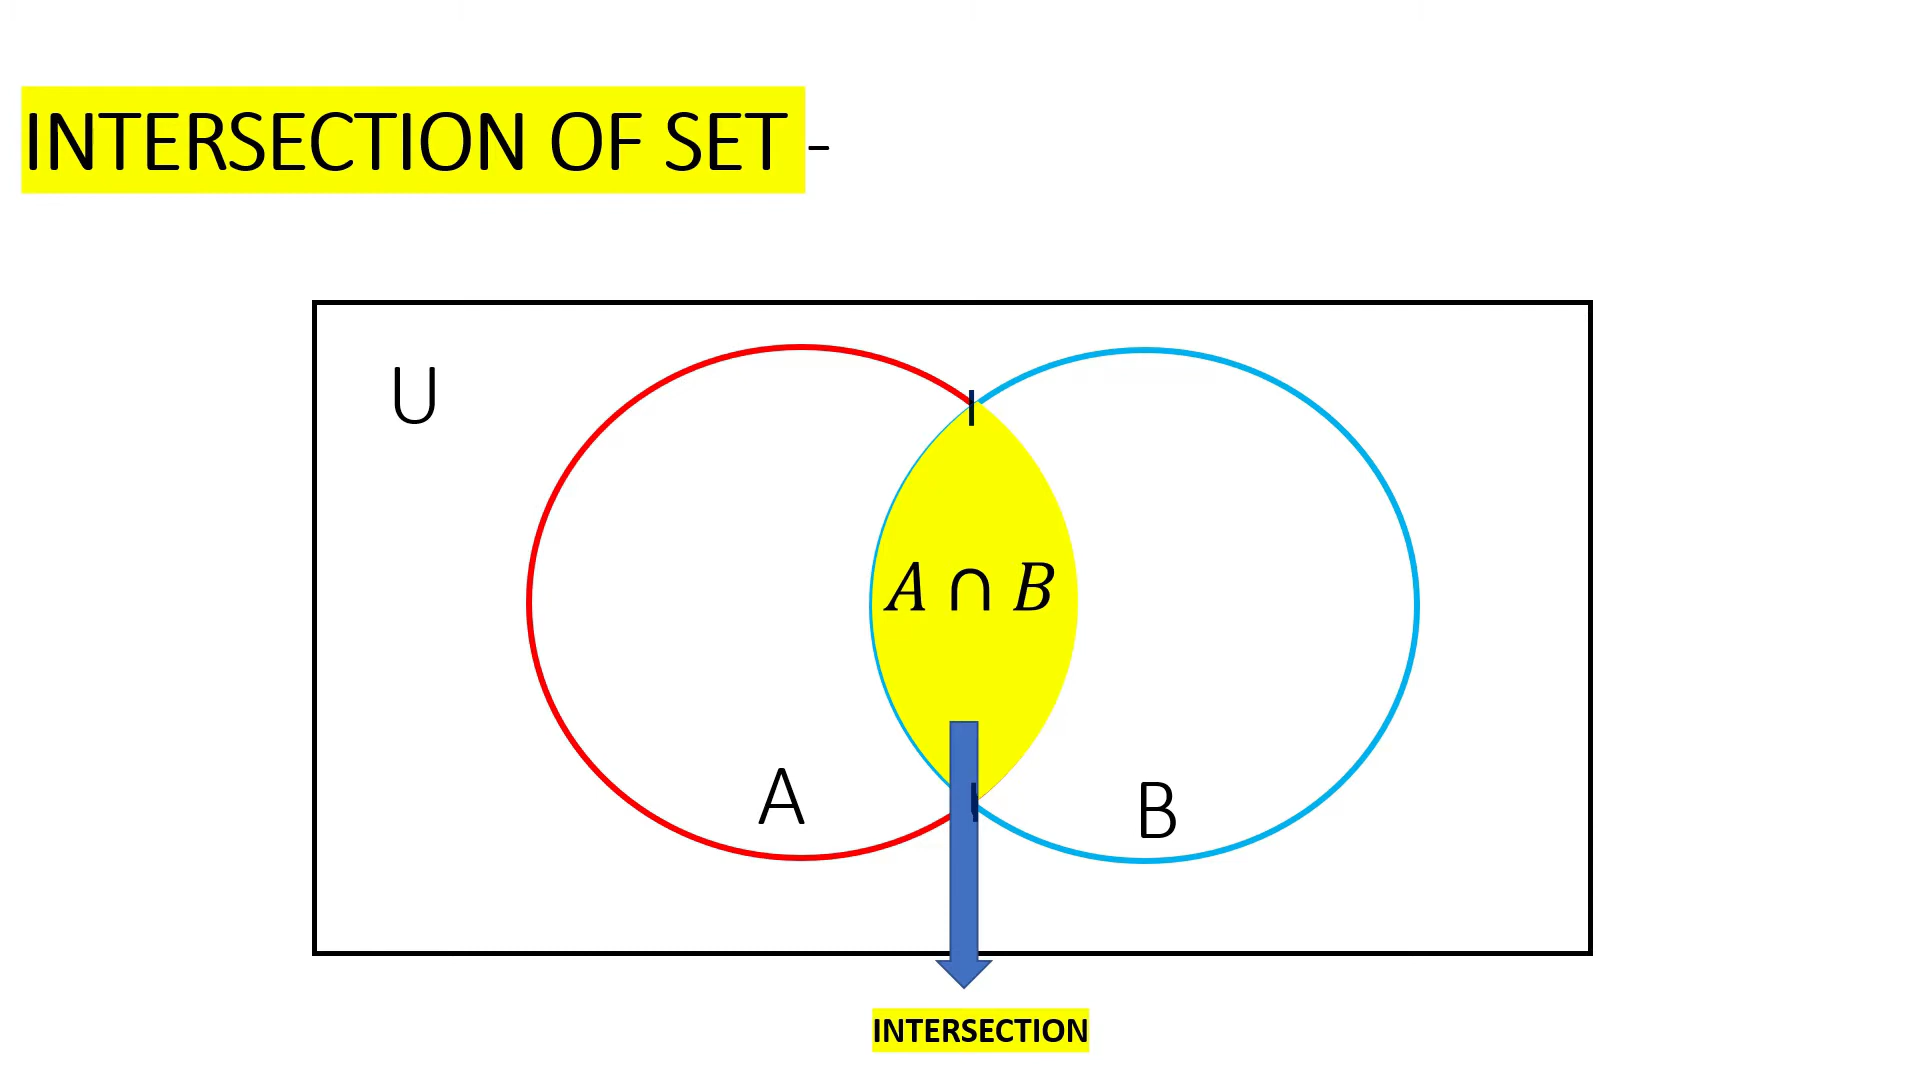 INTERSECTION OF SET -
U
A ∩ B
A
B
INTERSECTION